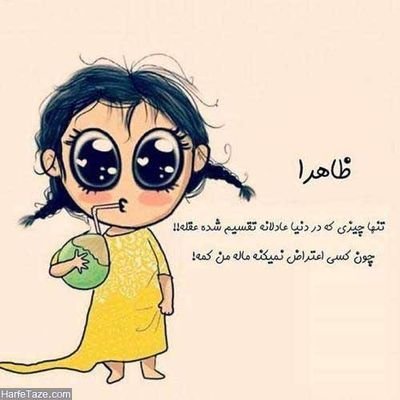 ظاهرا
تنها چیزی که در دنیا عادلانه تقسیم شده عقله!!
چون کسی اعتراض نمیکنه ماله من کمه!
HarfeTaze.com